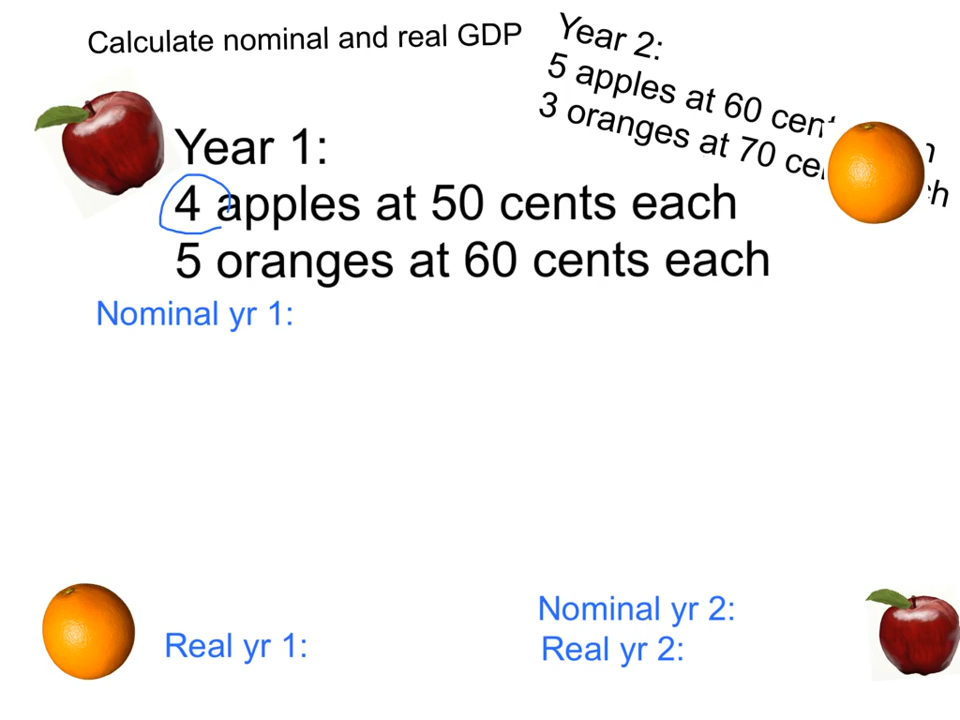 Calculate nominal and real GDP
Year 2:
5 apples at 60
3 oranges at 70
Year 1:
4 apples at 50 cents each
5 oranges at 60 cents each
Nominal yr 1:
Nominal yr 2:
Real yr 1:
Real yr 2: